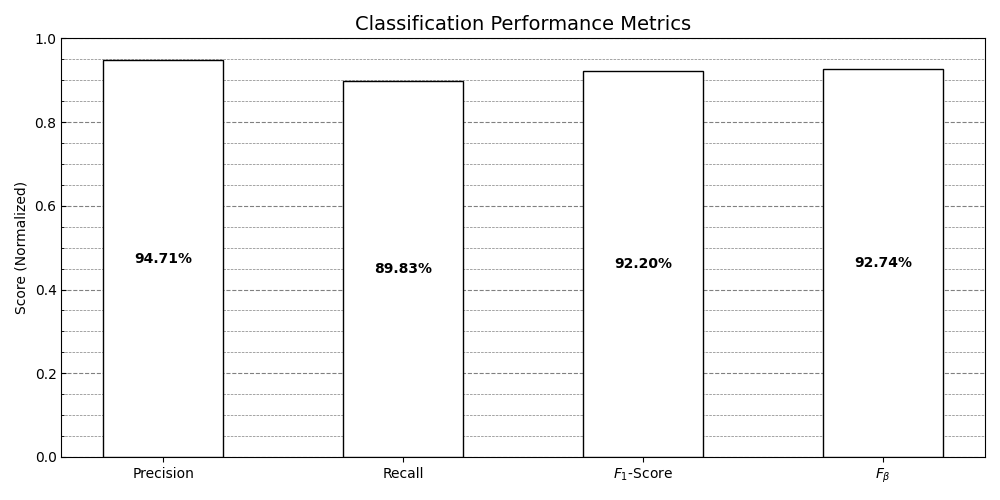 Classification Performance Metrics
Score (Normalized)
1.0
0.8
0.6
0.4
0.2
0.0
94.71%
89.83%
92.20%
92.74%
Precision
Recall
F₁-Score
Fᵦ